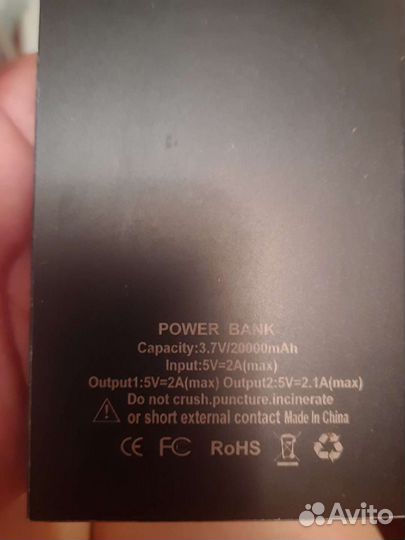 POWER BANK
Capacity:3.7V/20000mAh
Input:5V=2A(max)
Output1:5V=2A(max) Output2:5V=2.1A(max)
Do not crush.puncture.incinerate
or short external contact Made In China
CE FC RoHS
Avito